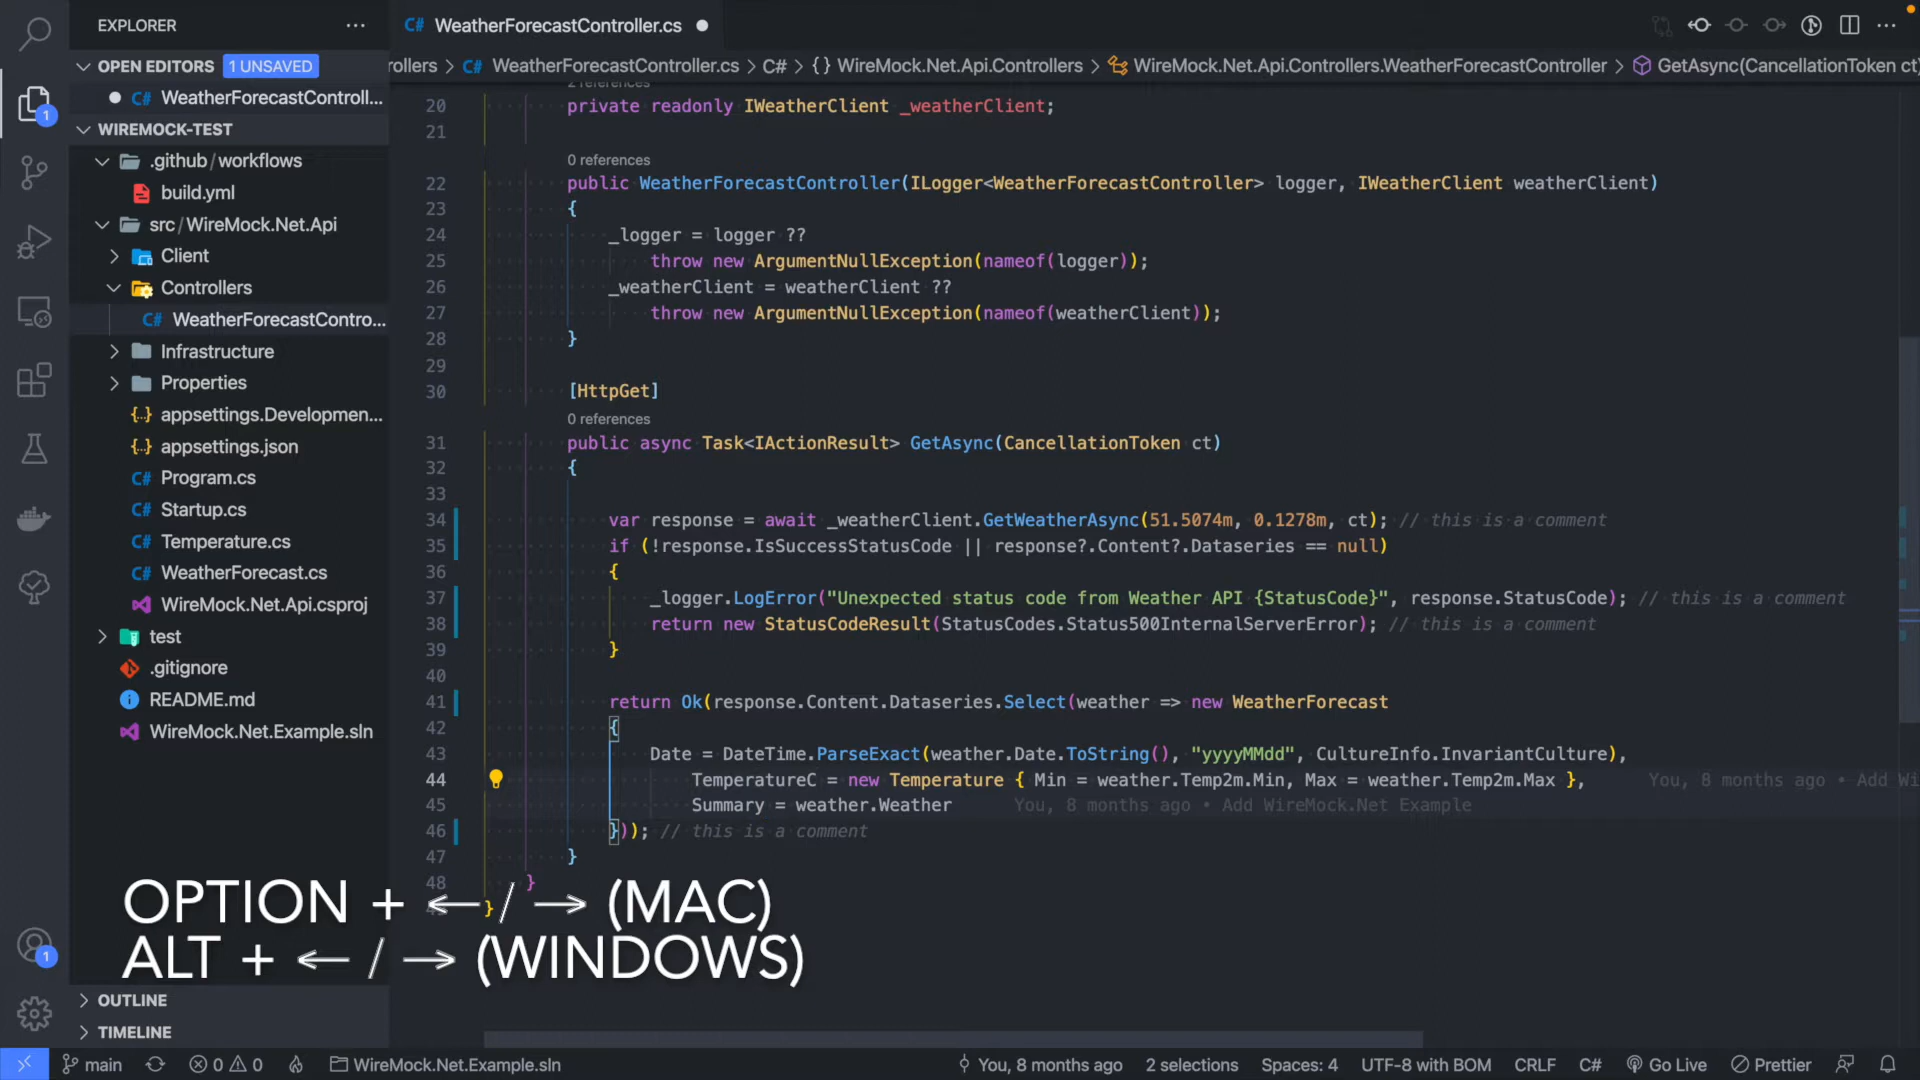 EXPLORER
OPEN EDITORS 1 UNSAVED
WeatherForecastControll...
WIREMOCK-TEST
.github/workflows
build.yml
src/WireMock.Net.Api
Client
Controllers
C# WeatherForecastContro...
Infrastructure
Properties
{..} appsettings.Developmen...
{..} appsettings.json
C# Program.cs
C# Startup.cs
C# Temperature.cs
C# WeatherForecast.cs
WireMock.Net.Api.csproj
test
.gitignore
README.md
WireMock.Net.Example.sln
OUTLINE
TIMELINE
1
1
C# WeatherForecastController.cs
rollers > C# WeatherForecastController.cs > C# > {} WireMock.Net.Api.Controllers > WireMock.Net.Api.Controllers.WeatherForecastController > GetAsync(CancellationToken ct)
2 references
20 private readonly IWeatherClient _weatherClient;
21
0 references
22 public WeatherForecastController(ILogger<WeatherForecastController> logger, IWeatherClient weatherClient)
23 {
24 _logger = logger ??
25 throw new ArgumentNullException(nameof(logger));
26 _weatherClient = weatherClient ??
27 throw new ArgumentNullException(nameof(weatherClient));
28 }
29
30 [HttpGet]
0 references
31 public async Task<IActionResult> GetAsync(CancellationToken ct)
32 {
33
34 var response = await _weatherClient.GetWeatherAsync(51.5074m, 0.1278m, ct); // this is a comment
35 if (!response.IsSuccessStatusCode || response?.Content?.Dataseries == null)
36 {
37 _logger.LogError("Unexpected status code from Weather API {StatusCode}", response.StatusCode); // this is a comment
38 return new StatusCodeResult(StatusCodes.Status500InternalServerError); // this is a comment
39 }
40
41 return Ok(response.Content.Dataseries.Select(weather => new WeatherForecast
42 {
43 Date = DateTime.ParseExact(weather.Date.ToString(), "yyyyMMdd", CultureInfo.InvariantCulture),
44 TemperatureC = new Temperature { Min = weather.Temp2m.Min, Max = weather.Temp2m.Max }, You, 8 months ago • Add Wi
45 Summary = weather.Weather You, 8 months ago • Add WireMock.Net Example
46 })); // this is a comment
47 }
48 }
}
OPTION + ← / → (MAC)
ALT + ← / → (WINDOWS)
main 0 0 WireMock.Net.Example.sln You, 8 months ago 2 selections Spaces: 4 UTF-8 with BOM CRLF C# Go Live Prettier